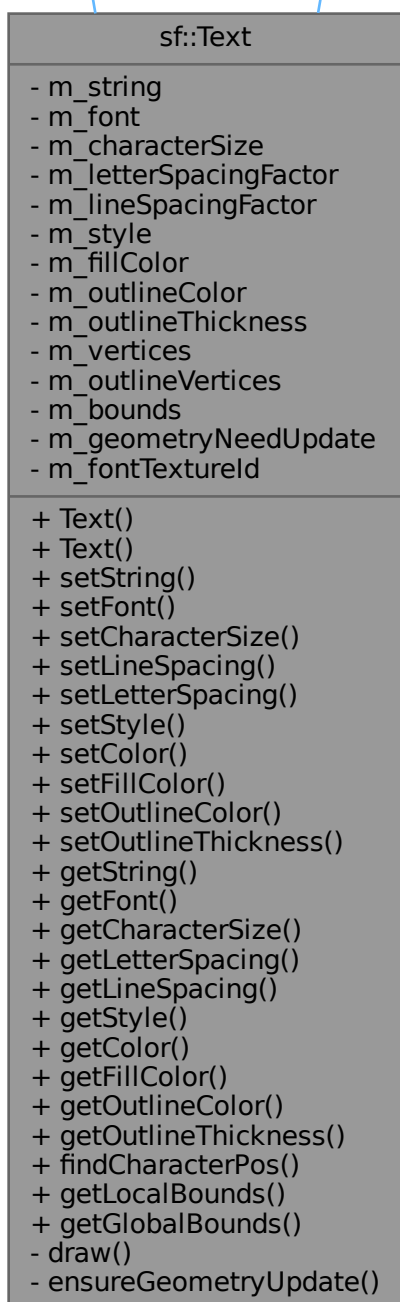 sf::Text
- m_string
- m_font
- m_characterSize
- m_letterSpacingFactor
- m_lineSpacingFactor
- m_style
- m_fillColor
- m_outlineColor
- m_outlineThickness
- m_vertices
- m_outlineVertices
- m_bounds
- m_geometryNeedUpdate
- m_fontTextureId
+ Text()
+ Text()
+ setString()
+ setFont()
+ setCharacterSize()
+ setLineSpacing()
+ setLetterSpacing()
+ setStyle()
+ setColor()
+ setFillColor()
+ setOutlineColor()
+ setOutlineThickness()
+ getString()
+ getFont()
+ getCharacterSize()
+ getLetterSpacing()
+ getLineSpacing()
+ getStyle()
+ getColor()
+ getFillColor()
+ getOutlineColor()
+ getOutlineThickness()
+ findCharacterPos()
+ getLocalBounds()
+ getGlobalBounds()
- draw()
- ensureGeometryUpdate()